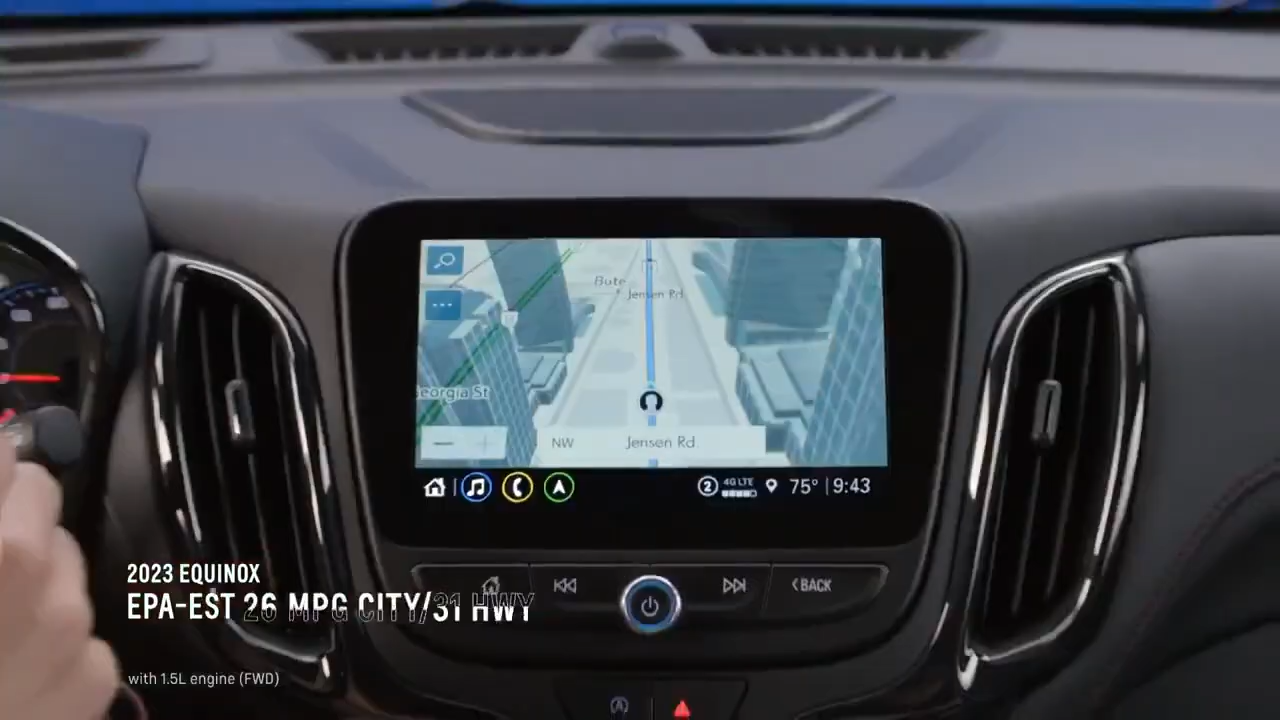 Bute
Jensen Rd
eorgia St
NW Jensen Rd
2 4G LTE 75° 9:43
BACK
2023 EQUINOX
EPA-EST 26 MPG CITY/31 HWY
with 1.5L engine (FWD)